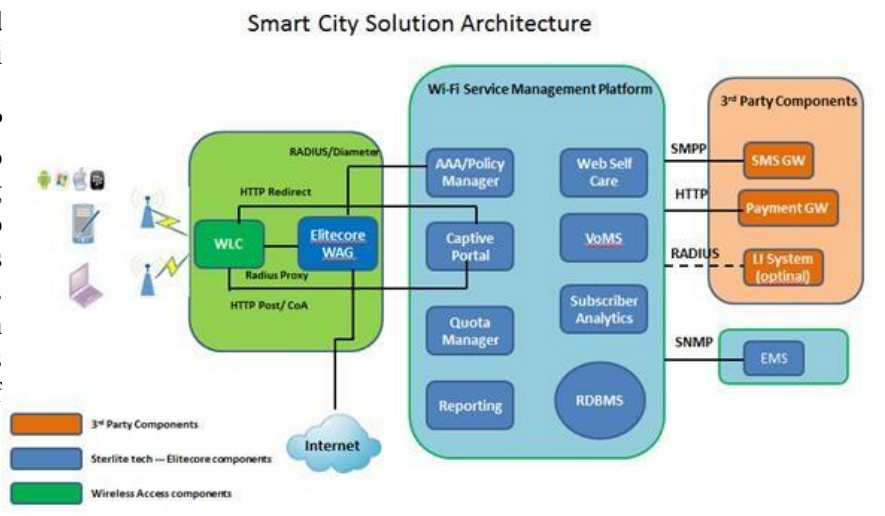 Smart City Solution Architecture
Wi-Fi Service Management Platform
3rd Party Components
RADIUS/Diameter
HTTP Redirect
WLC
Elitecore
WAG
Radius Proxy
HTTP Post/ CoA
AAA/Policy
Manager
Web Self
Care
Captive
Portal
VoMS
Quota
Manager
Subscriber
Analytics
Reporting
RDBMS
SMPP
SMS GW
HTTP
Payment GW
RADIUS
LI System
(optinal)
SNMP
EMS
Internet
3rd Party Components
Sterlite tech --- Elitecore components
Wireless Access components